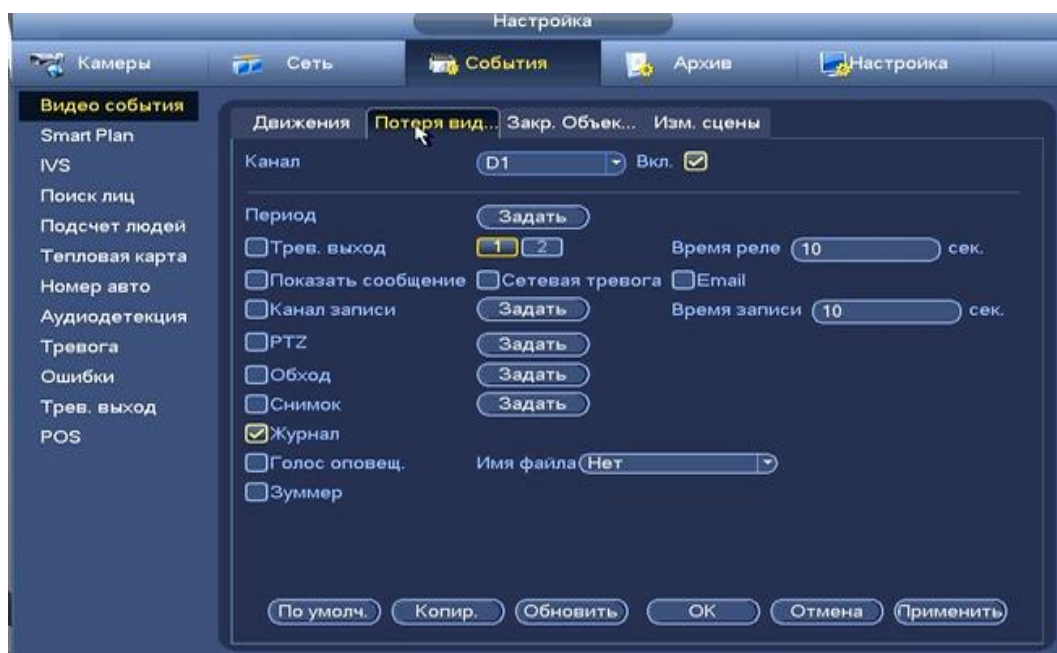 Настройка
Камеры Сеть События Архив Настройка
Видео события
Smart Plan
IVS
Поиск лиц
Подсчет людей
Тепловая карта
Номер авто
Аудиодетекция
Тревога
Ошибки
Трев. выход
POS
Движения Потеря вид... Закр. Объек... Изм. сцены
Канал D1 Вкл.
Период Задать
Трев. выход 1 2 Время реле 10 сек.
Показать сообщение Сетевая тревога Email
Канал записи Задать Время записи 10 сек.
PTZ Задать
Обход Задать
Снимок Задать
Журнал
Голос оповещ. Имя файла Нет
Зуммер
По умолч. Копир. Обновить OK Отмена Применить